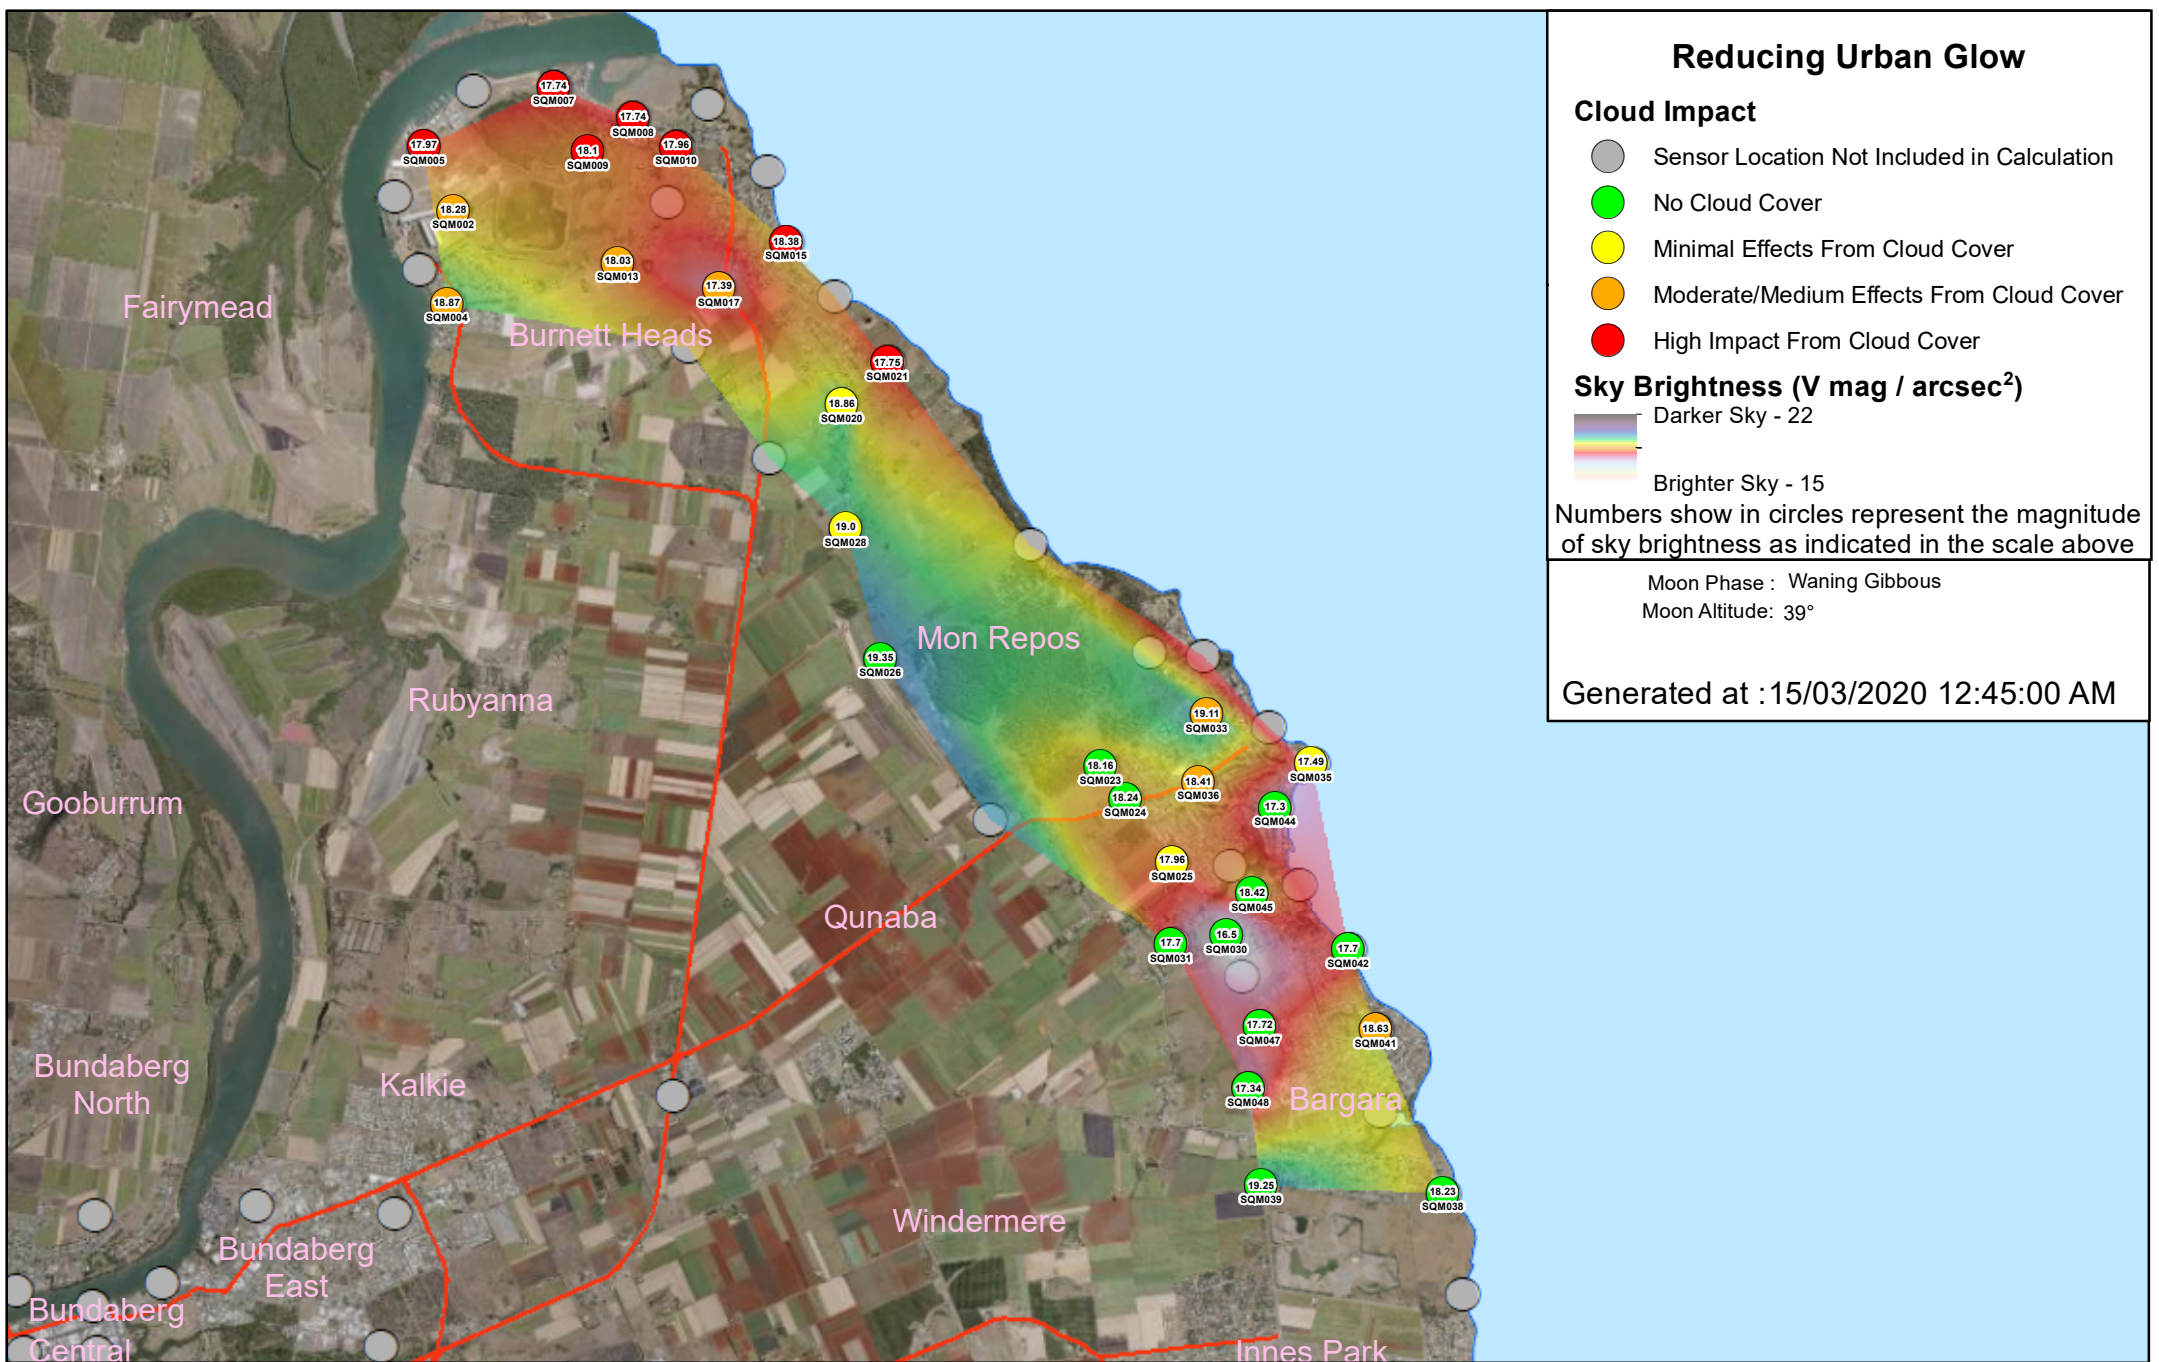 Reducing Urban Glow
Cloud Impact
Sensor Location Not Included in Calculation
No Cloud Cover
Minimal Effects From Cloud Cover
Moderate/Medium Effects From Cloud Cover
High Impact From Cloud Cover
Sky Brightness (V mag / arcsec²)
Darker Sky - 22
Brighter Sky - 15
Numbers show in circles represent the magnitude
of sky brightness as indicated in the scale above
Moon Phase : Waning Gibbous
Moon Altitude: 39°
Generated at :15/03/2020 12:45:00 AM
17.74
SQM007
17.74
SQM008
17.97
SQM005
18.1
SQM009
17.96
SQM010
18.28
SQM002
18.38
SQM015
18.03
SQM013
17.39
SQM017
18.87
SQM004
Fairymead
Burnett Heads
17.75
SQM021
18.86
SQM020
19.0
SQM028
Mon Repos
19.35
SQM026
Rubyanna
19.11
SQM033
18.16
SQM023
17.49
SQM035
18.41
SQM036
18.24
SQM024
17.3
SQM044
Gooburrum
17.96
SQM025
18.42
SQM045
Qunaba
16.5
SQM030
17.7
SQM031
17.7
SQM042
17.72
SQM047
18.63
SQM041
Bundaberg
North
Kalkie
17.34
SQM048
Bargara
19.25
SQM039
18.23
SQM038
Windermere
Bundaberg
East
Bundaberg
Central
Innes Park